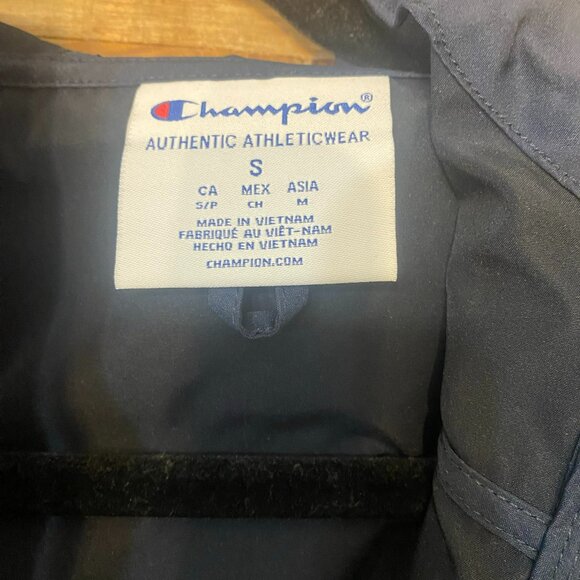 Champion®
AUTHENTIC ATHLETICWEAR
S
CA MEX ASIA
S/P CH M
MADE IN VIETNAM
FABRIQUÉ AU VIÊT-NAM
HECHO EN VIETNAM
CHAMPION.COM